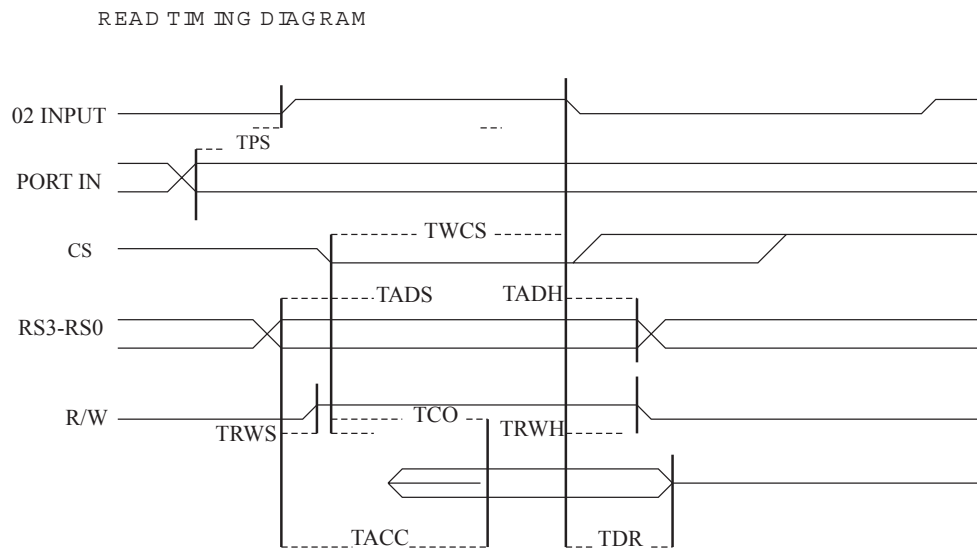 READ TIMING DIAGRAM
02 INPUT
TPS
PORT IN
TWCS
CS
TADS TADH
RS3-RS0
R/W
TCO
TRWS TRWH
TACC TDR